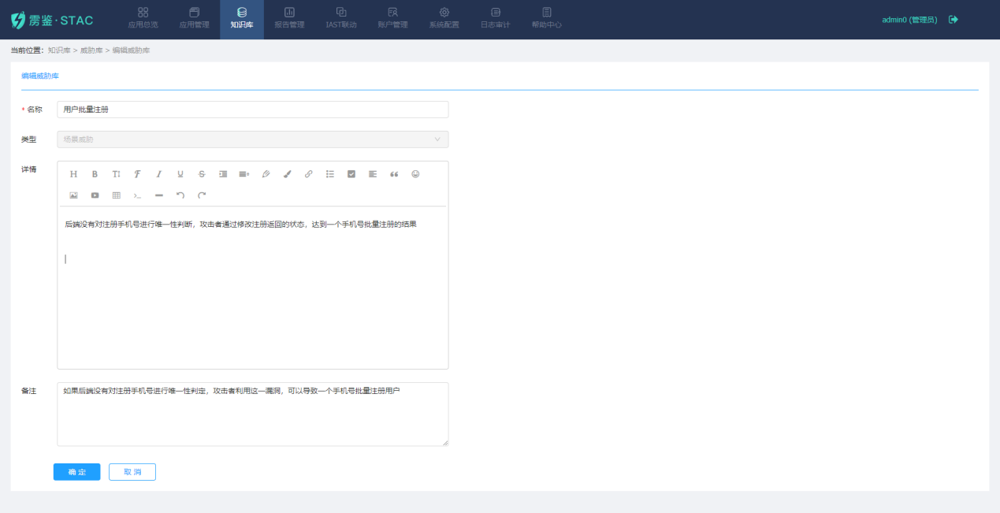 雳鉴·STAC
应用总览
应用管理
知识库
报告管理
IAST联动
账户管理
系统配置
日志审计
帮助中心
admin0 (管理员)
当前位置: 知识库 > 威胁库 > 编辑威胁库
编辑威胁库
* 名称
用户批量注册
类型
场景威胁
详情
后端没有对注册手机号进行唯一性判断，攻击者通过修改注册返回的状态，达到一个手机号批量注册的结果
备注
如果后端没有对注册手机号进行唯一性判定，攻击者利用这一漏洞，可以导致一个手机号批量注册用户
确 定
取 消